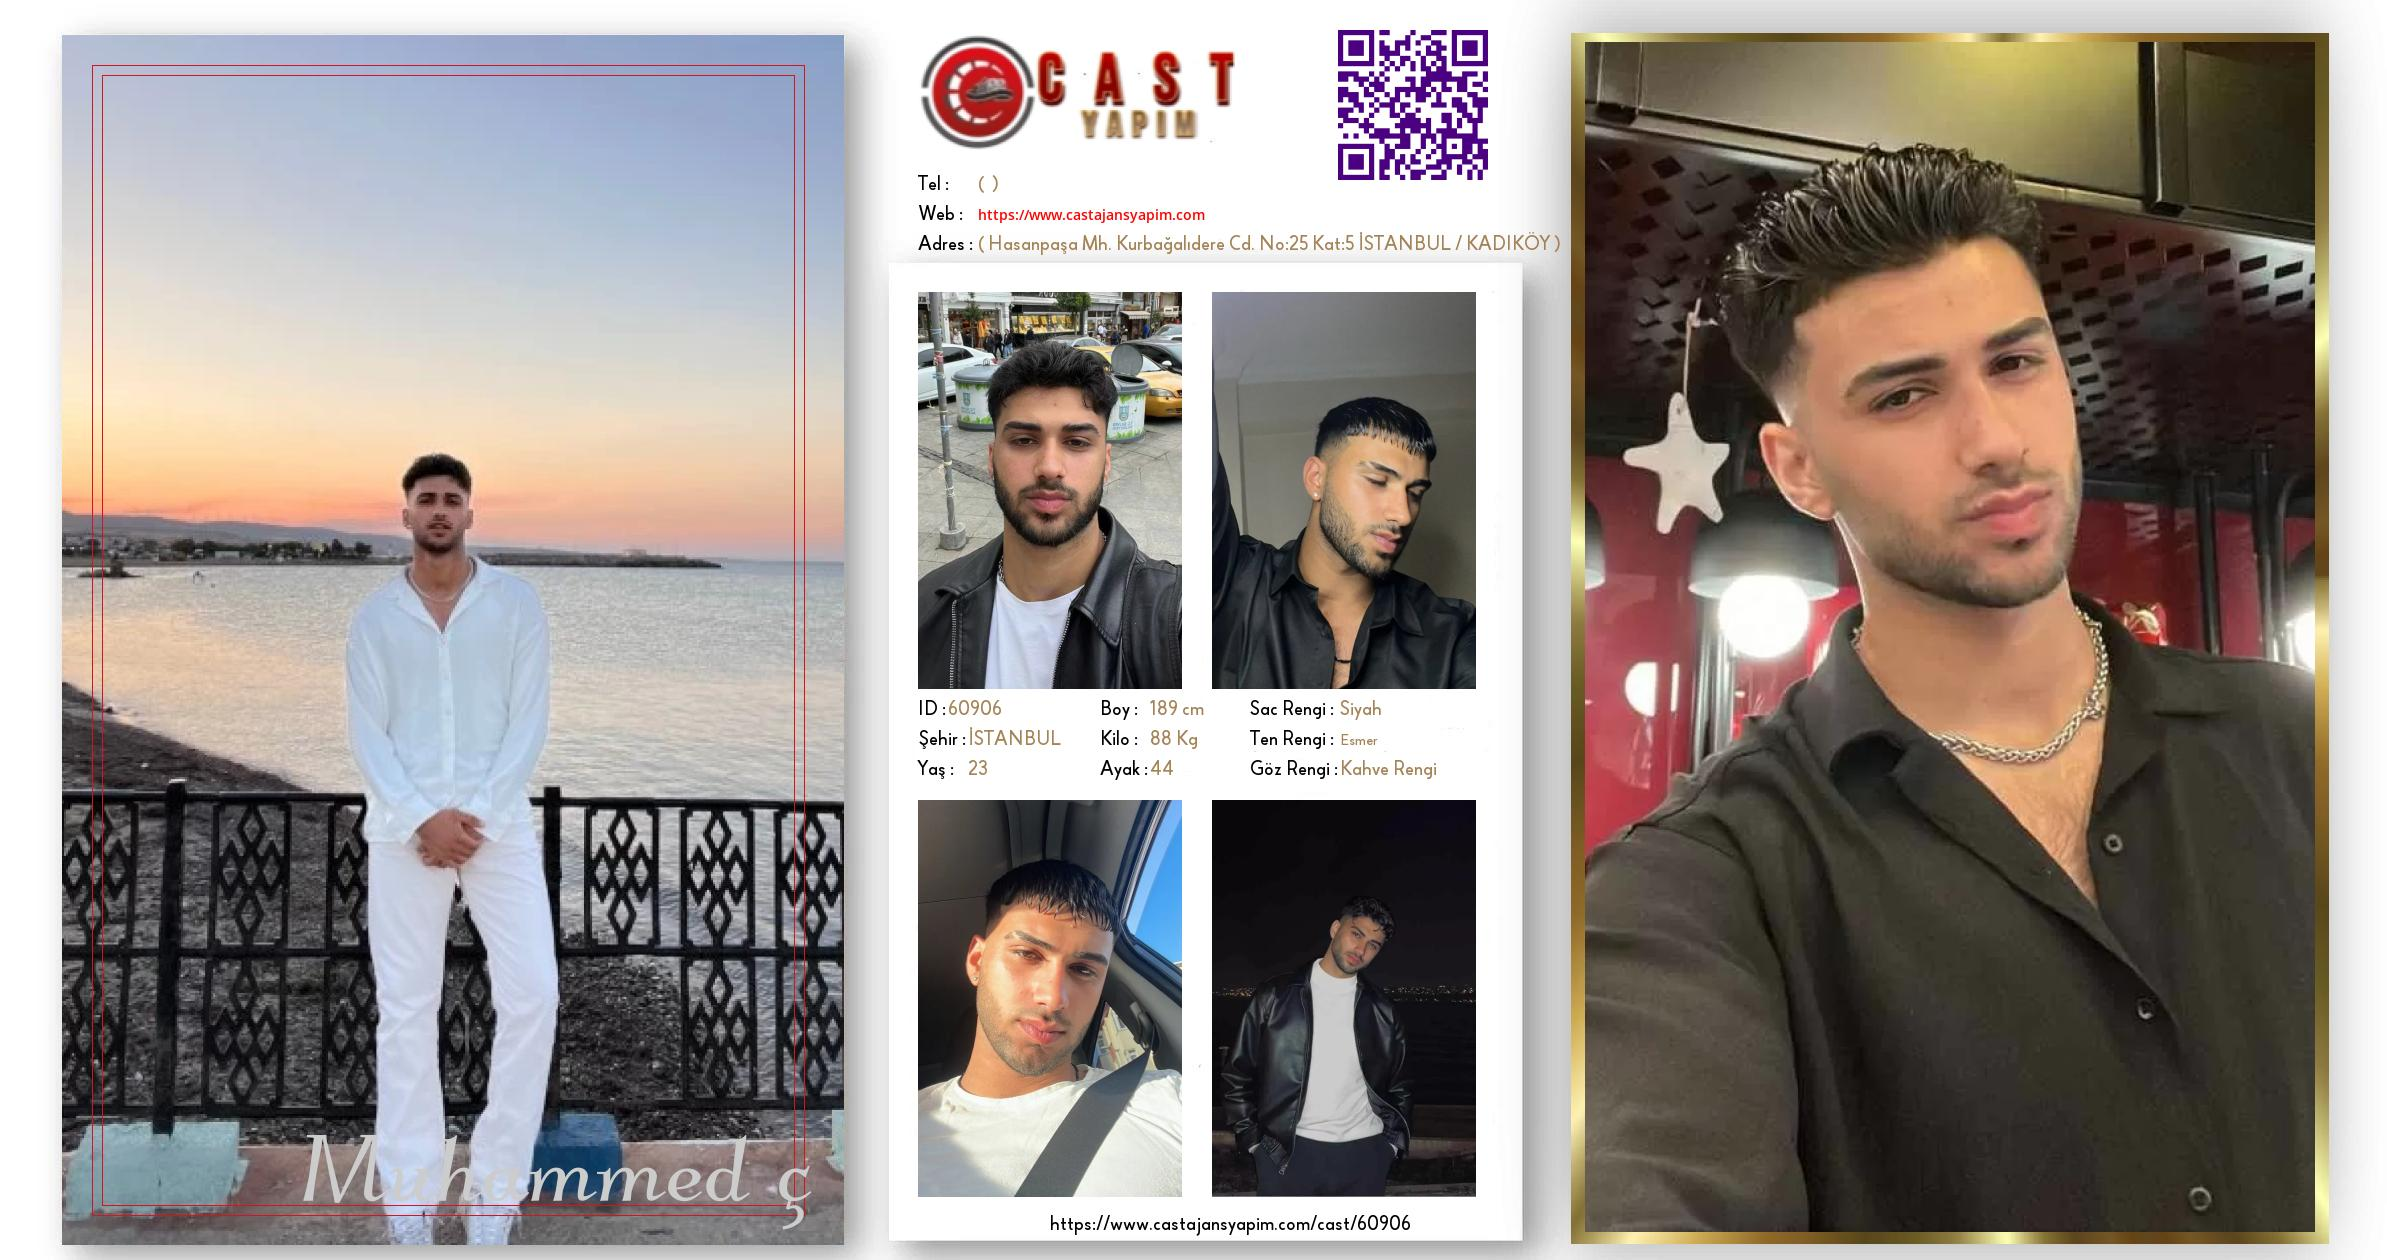 CAST
YAPIM
Tel : ( )
Web : https://www.castajansyapim.com
Adres : ( Hasanpaşa Mh. Kurbağalıdere Cd. No:25 Kat:5 İSTANBUL / KADIKÖY )
ID : 60906 Boy : 189 cm Sac Rengi : Siyah
Şehir : İSTANBUL Kilo : 88 Kg Ten Rengi : Esmer
Yaş : 23 Ayak : 44 Göz Rengi : Kahve Rengi
Muhammed ç
https://www.castajansyapim.com/cast/60906